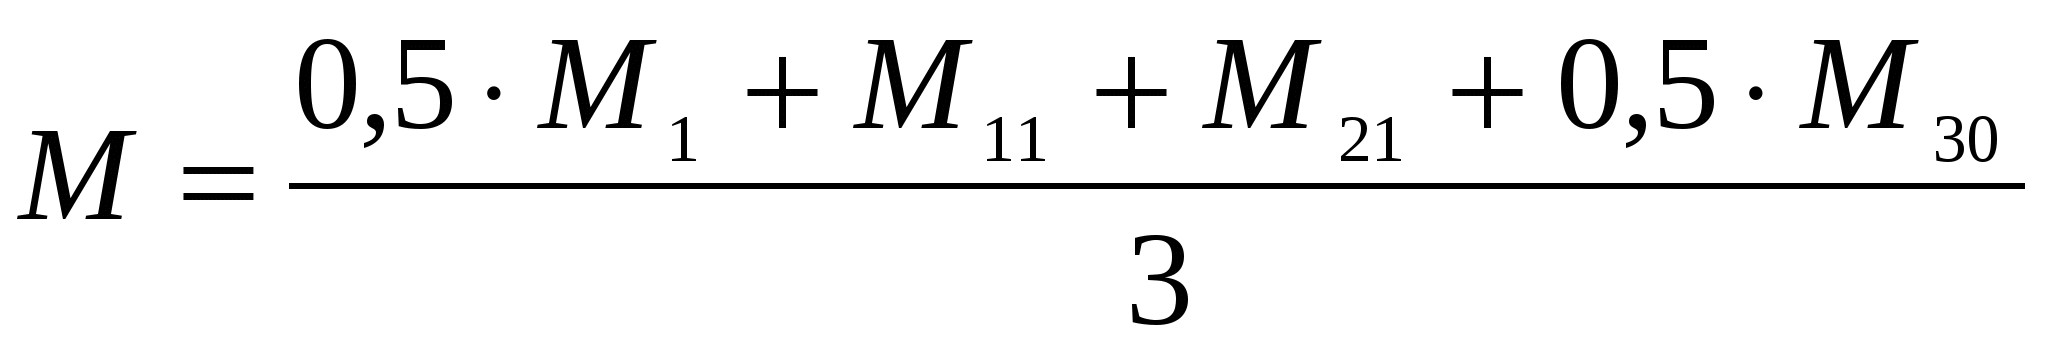 M = (0,5 · M₁ + M₁₁ + M₂₁ + 0,5 · M₃₀) / 3